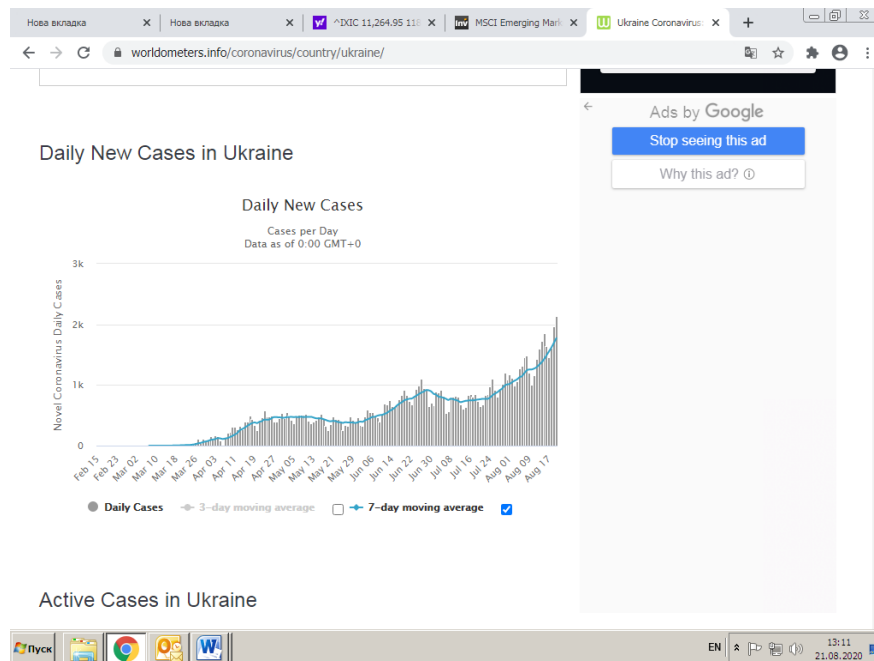 Нова вкладка
Нова вкладка
^IXIC 11,264.95 118
MSCI Emerging Mark
Ukraine Coronavirus:
worldometers.info/coronavirus/country/ukraine/
Ads by Google
Stop seeing this ad
Why this ad?
Daily New Cases in Ukraine
Daily New Cases
Cases per Day
Data as of 0:00 GMT+0
Novel Coronavirus Daily Cases
3k
2k
1k
0
Feb 15
Feb 23
Mar 02
Mar 10
Mar 18
Mar 26
Apr 03
Apr 11
Apr 19
Apr 27
May 05
May 13
May 21
May 29
Jun 06
Jun 14
Jun 22
Jun 30
Jul 08
Jul 16
Jul 24
Aug 01
Aug 09
Aug 17
Daily Cases
3-day moving average
7-day moving average
Active Cases in Ukraine
Пуск
EN
13:11
21.08.2020